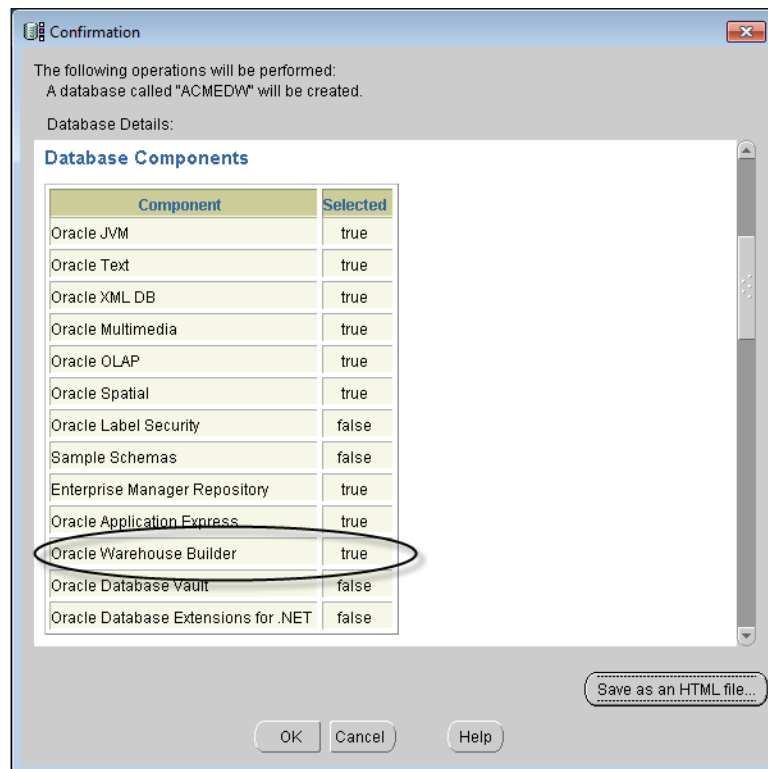 Confirmation
The following operations will be performed:
A database called "ACMEDW" will be created.
Database Details:
Database Components
Component Selected
Oracle JVM true
Oracle Text true
Oracle XML DB true
Oracle Multimedia true
Oracle OLAP true
Oracle Spatial true
Oracle Label Security false
Sample Schemas false
Enterprise Manager Repository true
Oracle Application Express true
Oracle Warehouse Builder true
Oracle Database Vault false
Oracle Database Extensions for .NET false
Save as an HTML file...
OK Cancel Help